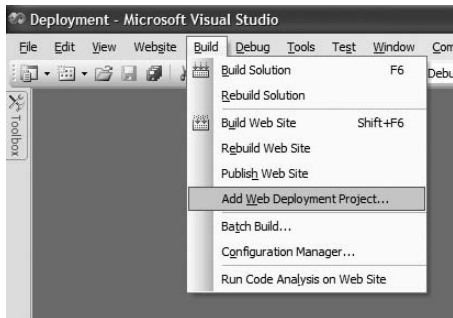 Deployment - Microsoft Visual Studio
File Edit View Website Build Debug Tools Test Window Com
Build Solution F6
Debu
Rebuild Solution
Toolbox
Build Web Site Shift+F6
Rebuild Web Site
Publish Web Site
Add Web Deployment Project...
Batch Build...
Configuration Manager...
Run Code Analysis on Web Site